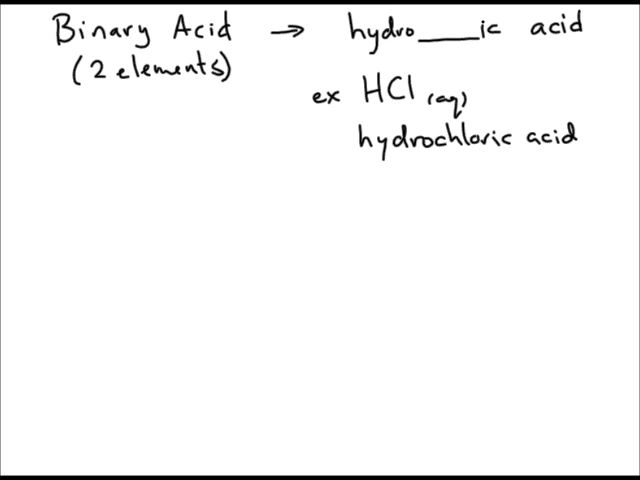 Binary Acid → hydro____ic acid
(2 elements)
ex HCl (aq)
hydrochloric acid